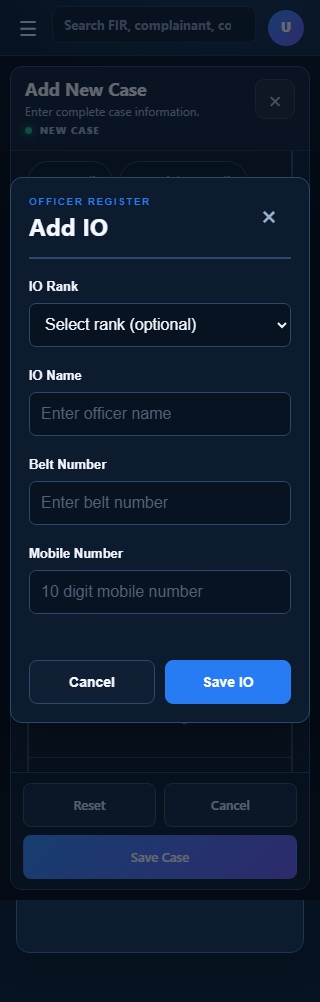 Search FIR, complainant, co
U
Add New Case
Enter complete case information.
NEW CASE
OFFICER REGISTER
Add IO
IO Rank
Select rank (optional)
IO Name
Enter officer name
Belt Number
Enter belt number
Mobile Number
10 digit mobile number
Cancel
Save IO
Reset
Cancel
Save Case